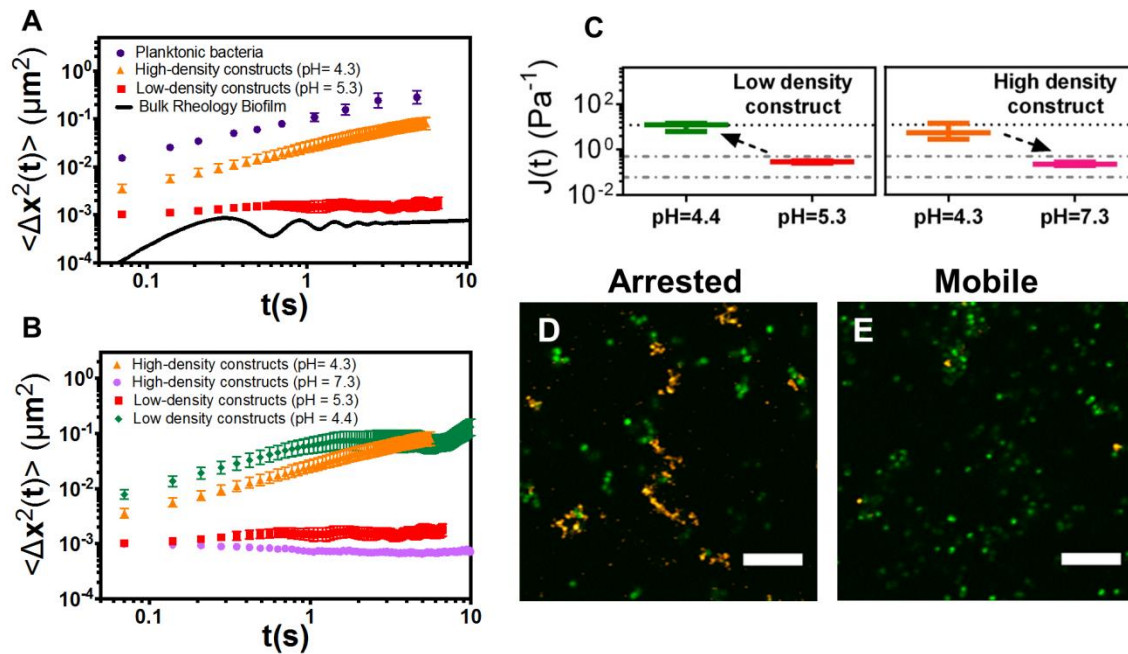 A
<Δx²(t)> (μm²)
10⁰
10⁻¹
10⁻²
10⁻³
10⁻⁴
Planktonic bacteria
High-density constructs (pH= 4.3)
Low-density constructs (pH = 5.3)
Bulk Rheology Biofilm
0.1 1 10
t(s)
B
<Δx²(t)> (μm²)
10⁰
10⁻¹
10⁻²
10⁻³
10⁻⁴
High-density constructs (pH= 4.3)
High-density constructs (pH = 7.3)
Low-density constructs (pH = 5.3)
Low density constructs (pH = 4.4)
0.1 1 10
t(s)
C
J(t) (Pa⁻¹)
10²
10⁰
10⁻²
Low density
construct
pH=4.4 pH=5.3
High density
construct
pH=4.3 pH=7.3
Arrested
D
Mobile
E